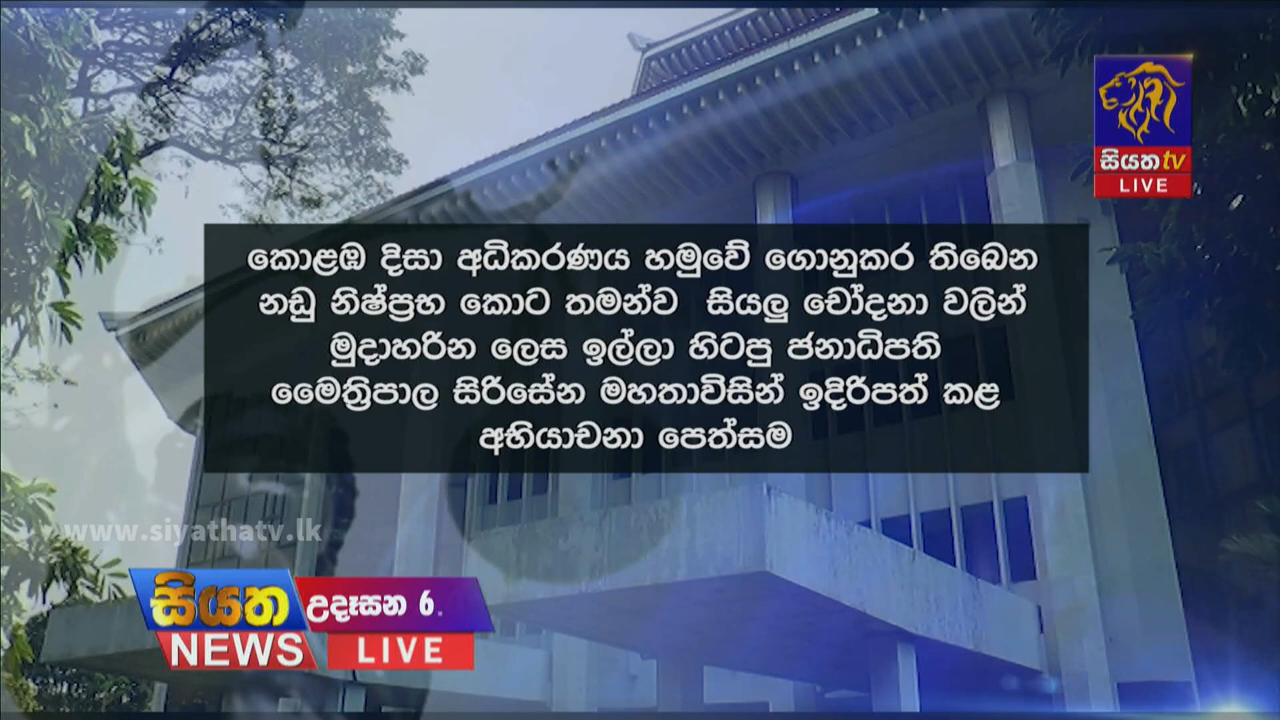 සියත tv
LIVE
කොළඹ දිසා අධිකරණය හමුවේ ගොනුකර තිබෙන
නඩු නිෂ්ප්‍රභ කොට තමන්ව සියලු චෝදනා වලින්
මුදාහරින ලෙස ඉල්ලා හිටපු ජනාධිපති
මෛත්‍රිපාල සිරිසේන මහතාවිසින් ඉදිරිපත් කළ
අභියාචනා පෙත්සම
www.siyathatv.lk
සියත උදෑසන 6.
NEWS LIVE